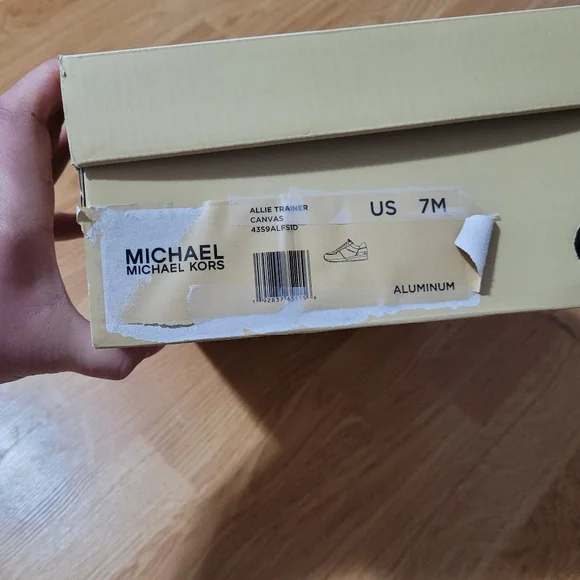 ALLIE TRAINER
CANVAS
43S9ALFS1D
US 7M
MICHAEL
MICHAEL KORS
ALUMINUM